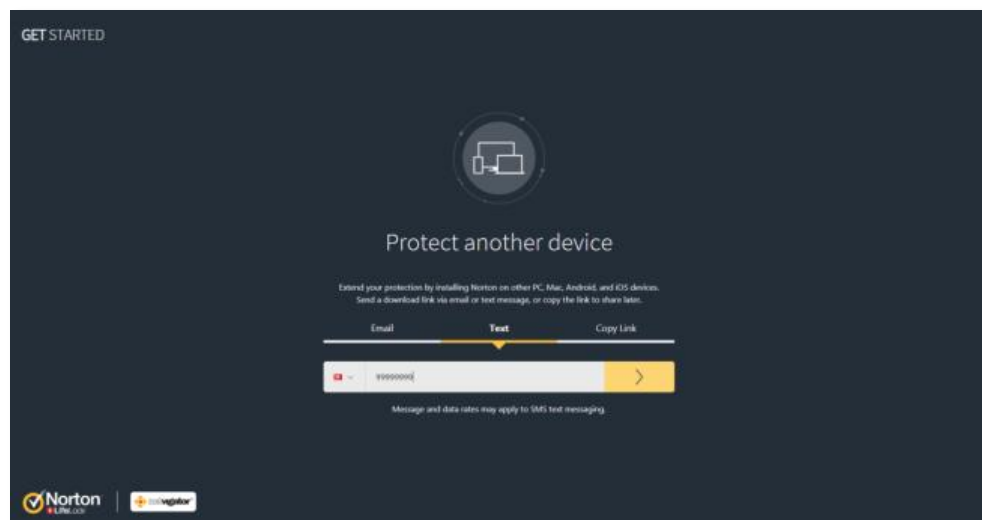 GET STARTED
Protect another device
Extend your protection by installing Norton on other PC, Mac, Android, and iOS devices.
Send a download link via email or text message, or copy the link to share later.
Email Text Copy Link
99999999
Message and data rates may apply to SMS text messaging.
Norton
LifeLock